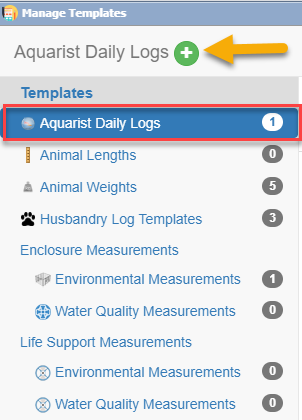 Manage Templates
Aquarist Daily Logs
Templates
Aquarist Daily Logs 1
Animal Lengths 0
Animal Weights 5
Husbandry Log Templates 3
Enclosure Measurements
Environmental Measurements 1
Water Quality Measurements 0
Life Support Measurements
Environmental Measurements 0
Water Quality Measurements 0